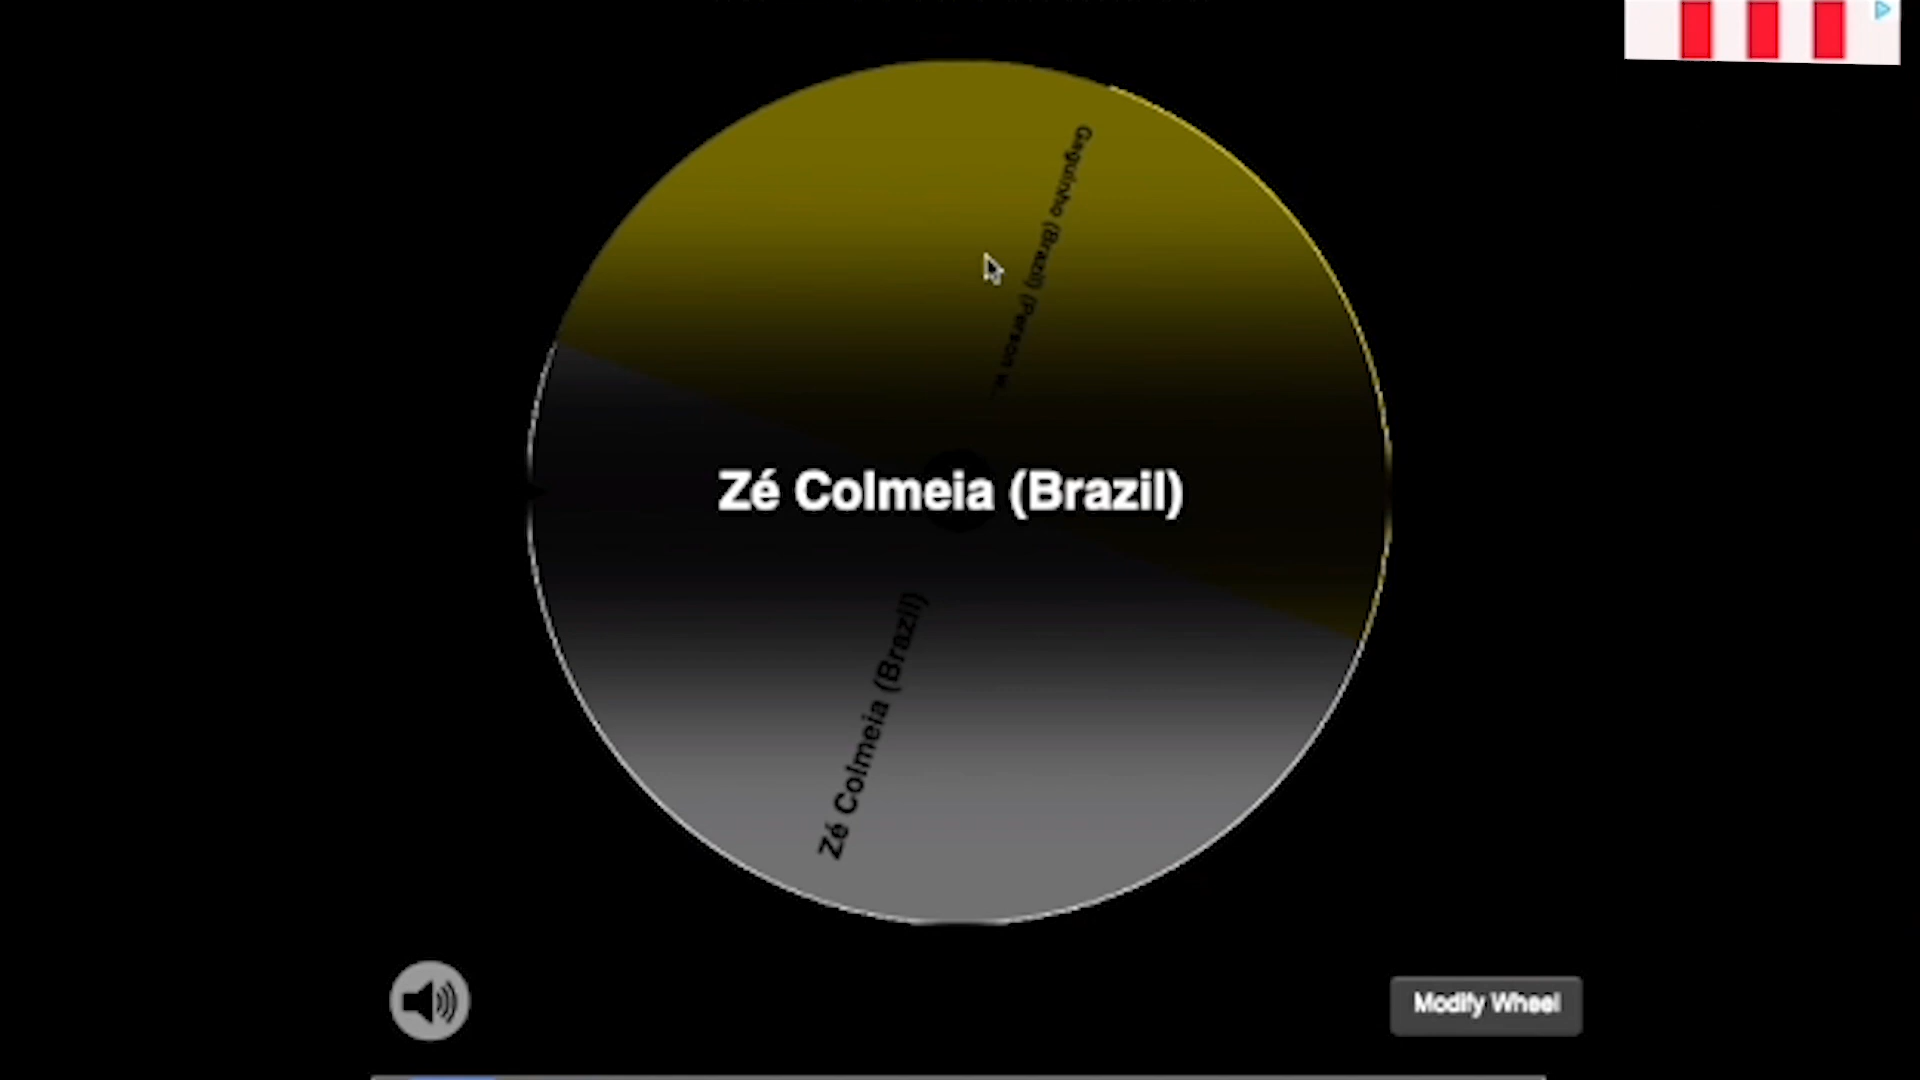 Gaguinho (Brazil) (Person w...
Zé Colmeia (Brazil)
Zé Colmeia (Brazil)
Modify Wheel